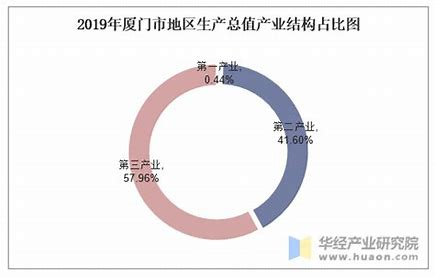 2019年厦门市地区生产总值产业结构占比图
第一产业,
0.44%
第二产业,
41.60%
第三产业,
57.96%
华经产业研究院
www.huaon.com